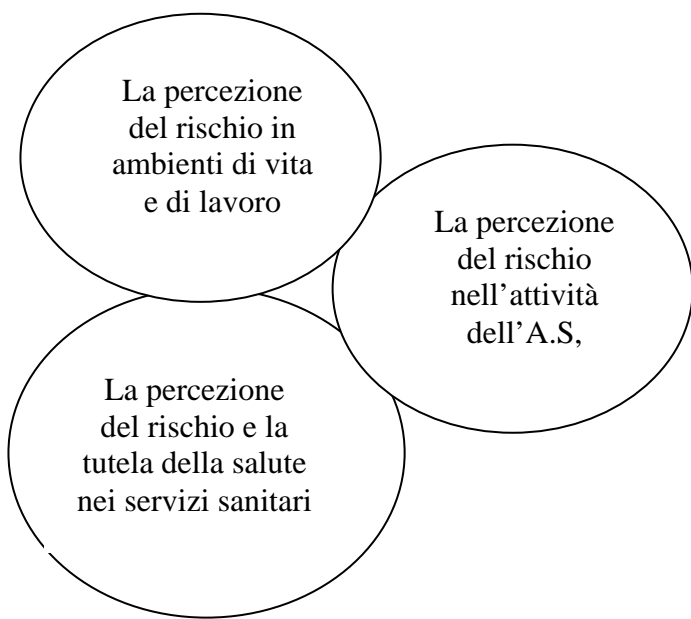 La percezione
del rischio in
ambienti di vita
e di lavoro
La percezione
del rischio
nell’attività
dell’A.S,
La percezione
del rischio e la
tutela della salute
nei servizi sanitari